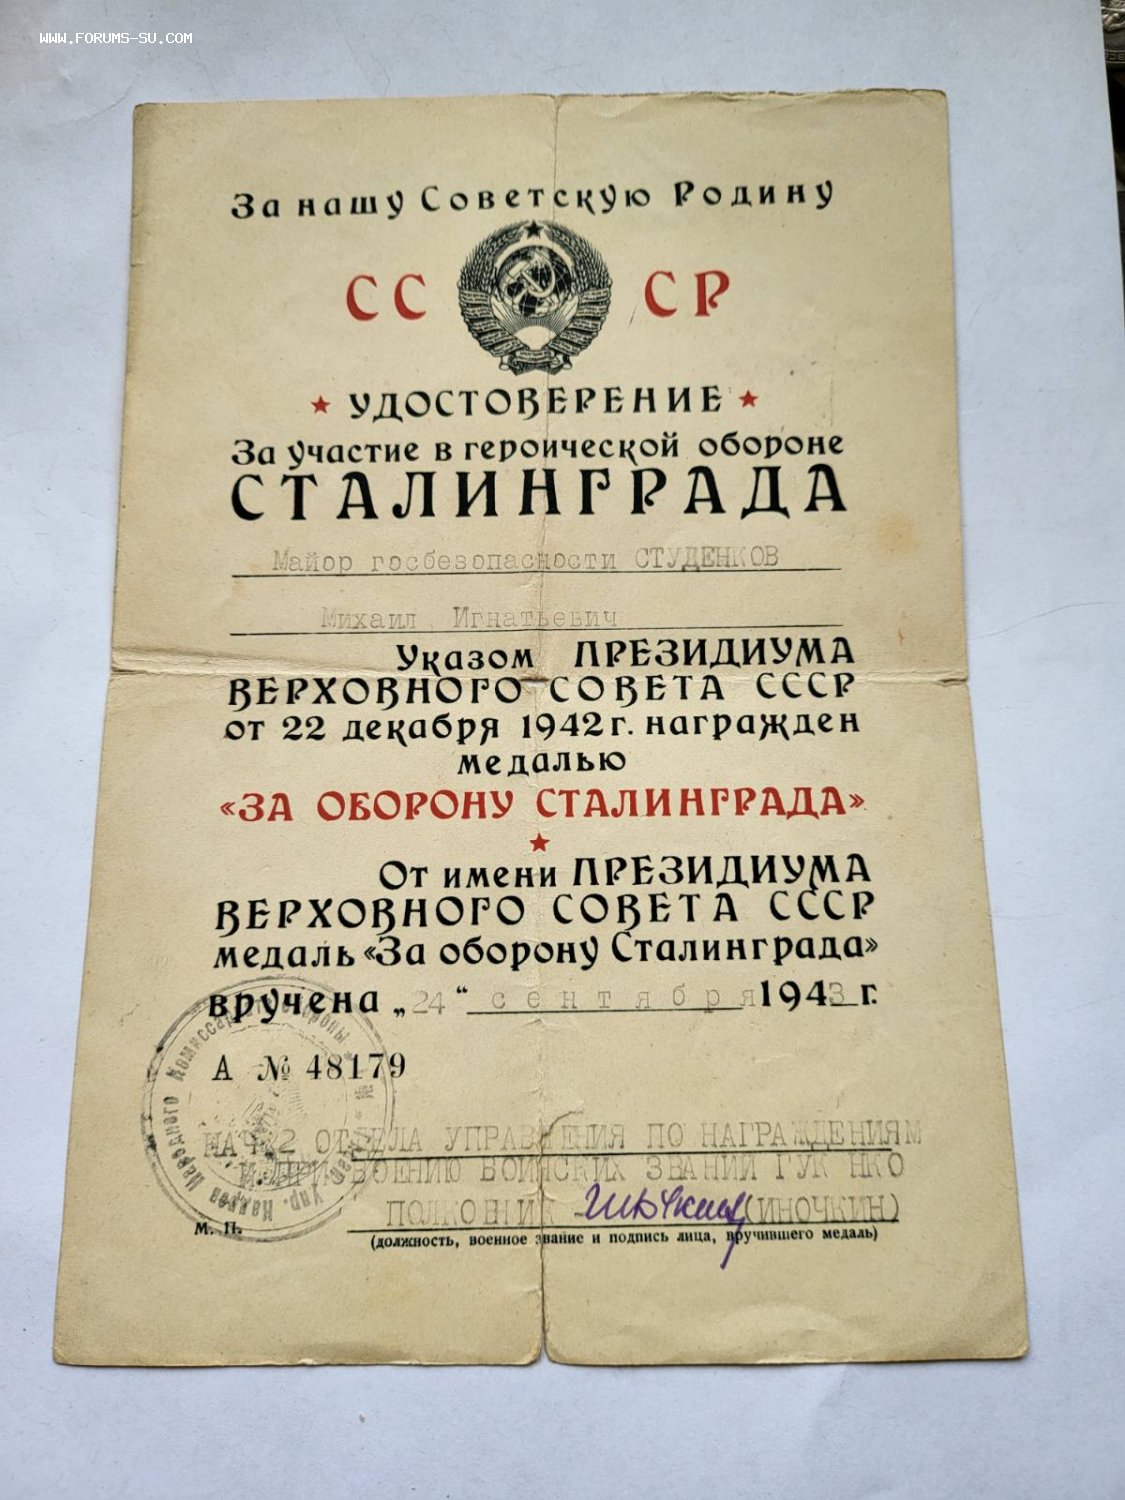 WWW.FORUMS-SU.COM
За нашу Советскую Родину
СС СР
УДОСТОВЕРЕНИЕ
За участие в героической обороне
СТАЛИНГРАДА
Майор госбезопасности СТУДЕНКОВ
Михаил Игнатьевич
Указом ПРЕЗИДИУМА
ВЕРХОВНОГО СОВЕТА СССР
от 22 декабря 1942 г. награжден
медалью
«ЗА ОБОРОНУ СТАЛИНГРАДА»
От имени ПРЕЗИДИУМА
ВЕРХОВНОГО СОВЕТА СССР
медаль «За оборону Сталинграда»
вручена „24“ сентября 1943 г.
А № 48179
НАЧ. 2 ОТДЕЛА УПРАВЛЕНИЯ ПО НАГРАЖДЕНИЯМ
И ПРИСВОЕНИЮ ВОИНСКИХ ЗВАНИЙ ГУК НКО
ПОЛКОВНИК (ИНОЧКИН)
М. П.
(должность, военное звание и подпись лица, вручившего медаль)
Народного Комиссариата Обороны